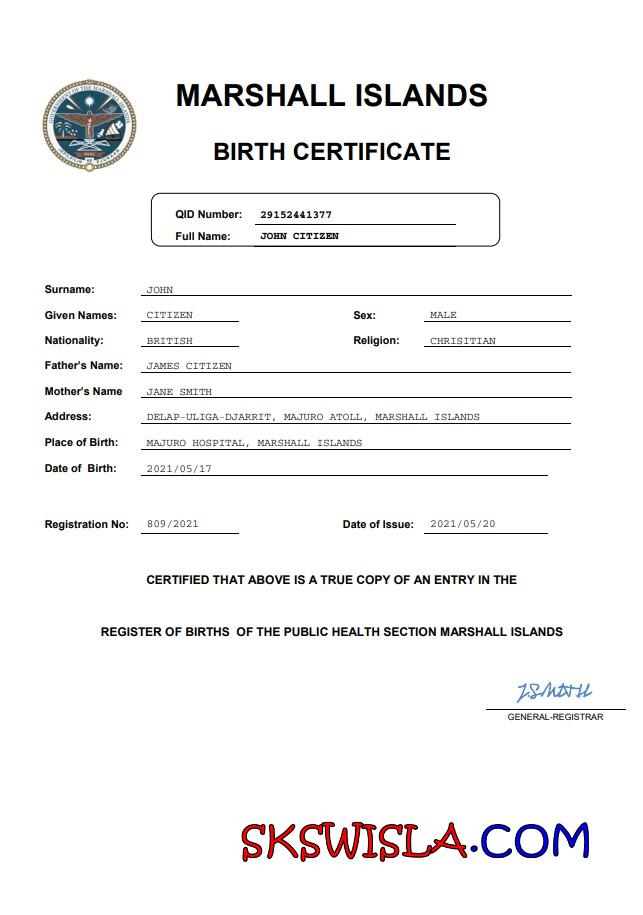 MARSHALL ISLANDS
BIRTH CERTIFICATE
QID Number: 29152441377
Full Name: JOHN CITIZEN
Surname: JOHN
Given Names: CITIZEN Sex: MALE
Nationality: BRITISH Religion: CHRISITIAN
Father's Name: JAMES CITIZEN
Mother's Name JANE SMITH
Address: DELAP-ULIGA-DJARRIT, MAJURO ATOLL, MARSHALL ISLANDS
Place of Birth: MAJURO HOSPITAL, MARSHALL ISLANDS
Date of Birth: 2021/05/17
Registration No: 809/2021 Date of Issue: 2021/05/20
CERTIFIED THAT ABOVE IS A TRUE COPY OF AN ENTRY IN THE
REGISTER OF BIRTHS OF THE PUBLIC HEALTH SECTION MARSHALL ISLANDS
J.SMITH
GENERAL-REGISTRAR
SKSWISLA.COM